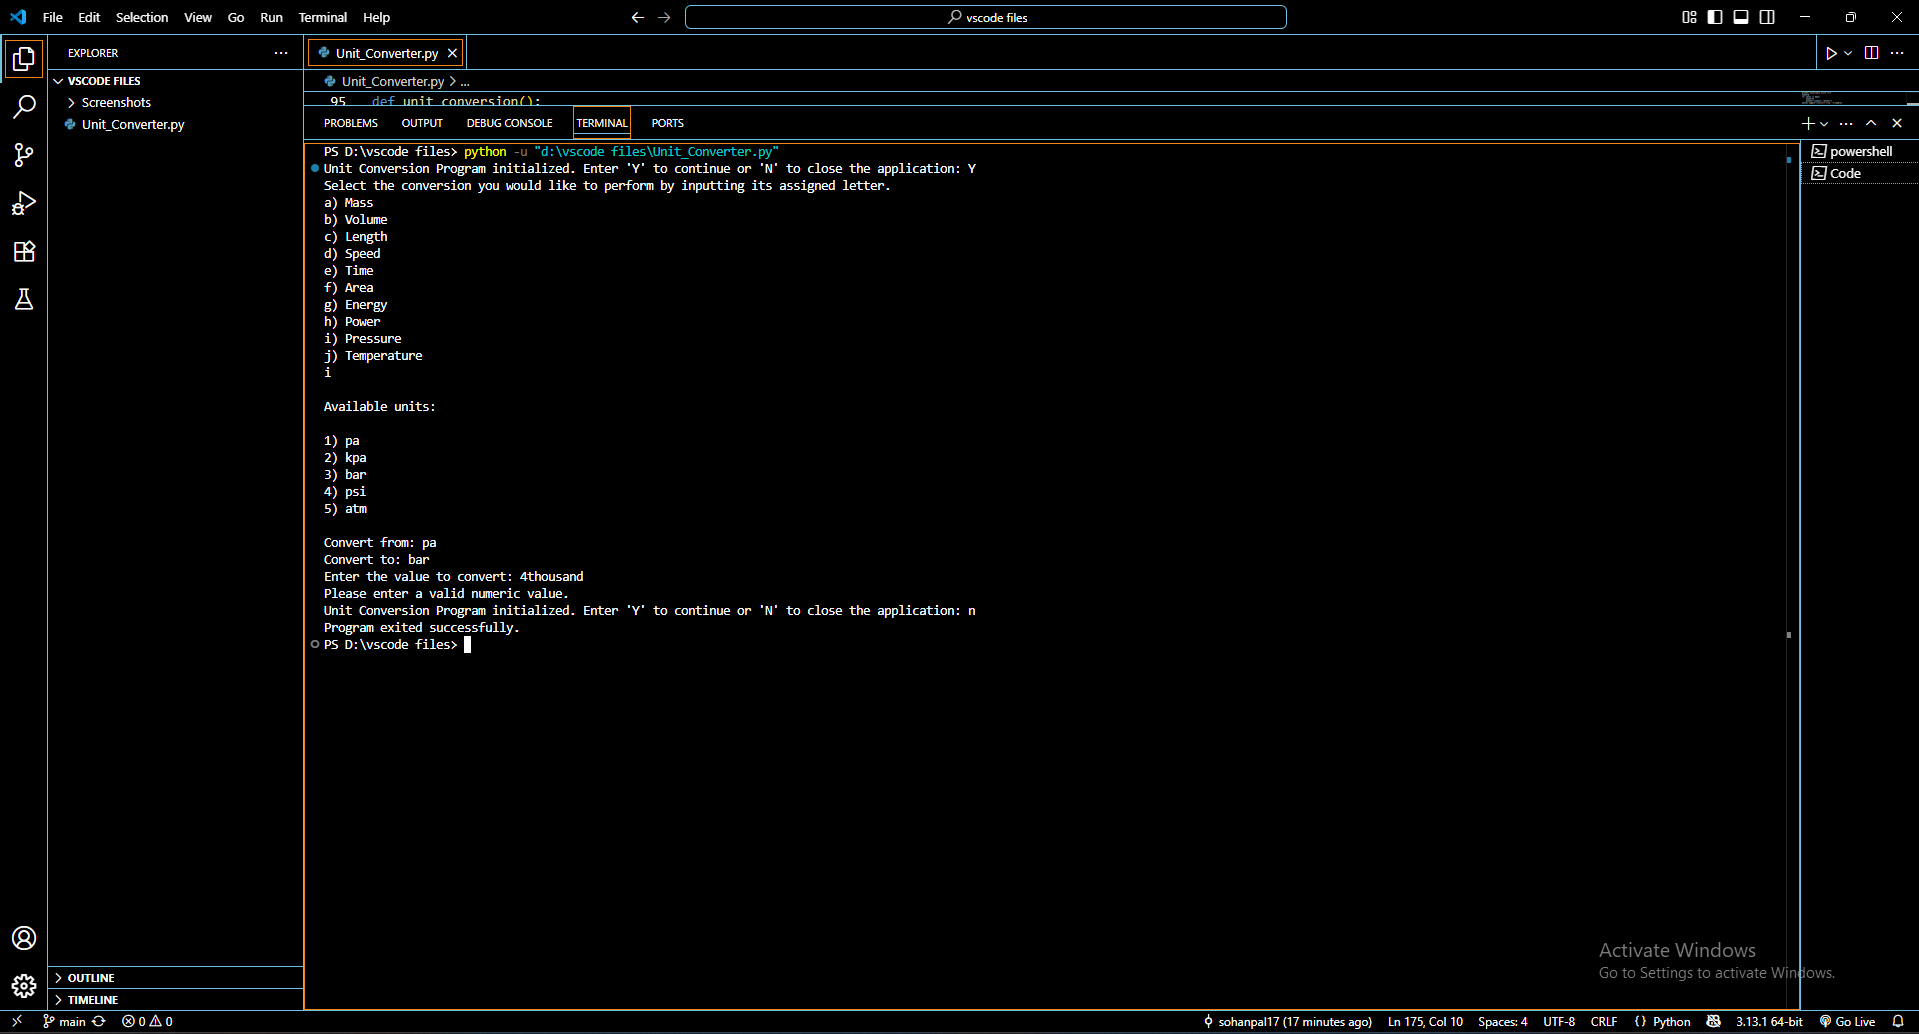 File Edit Selection View Go Run Terminal Help
vscode files
EXPLORER
VSCODE FILES
Screenshots
Unit_Converter.py
OUTLINE
TIMELINE
Unit_Converter.py
Unit_Converter.py > ...
95 def unit_conversion():
PROBLEMS OUTPUT DEBUG CONSOLE TERMINAL PORTS
PS D:\vscode files> python -u "d:\vscode files\Unit_Converter.py"
Unit Conversion Program initialized. Enter 'Y' to continue or 'N' to close the application: Y
Select the conversion you would like to perform by inputting its assigned letter.
a) Mass
b) Volume
c) Length
d) Speed
e) Time
f) Area
g) Energy
h) Power
i) Pressure
j) Temperature
i
Available units:
1) pa
2) kpa
3) bar
4) psi
5) atm
Convert from: pa
Convert to: bar
Enter the value to convert: 4thousand
Please enter a valid numeric value.
Unit Conversion Program initialized. Enter 'Y' to continue or 'N' to close the application: n
Program exited successfully.
PS D:\vscode files>
powershell
Code
Activate Windows
Go to Settings to activate Windows.
main 0 0 sohanpal17 (17 minutes ago) Ln 175, Col 10 Spaces: 4 UTF-8 CRLF {} Python 3.13.1 64-bit Go Live